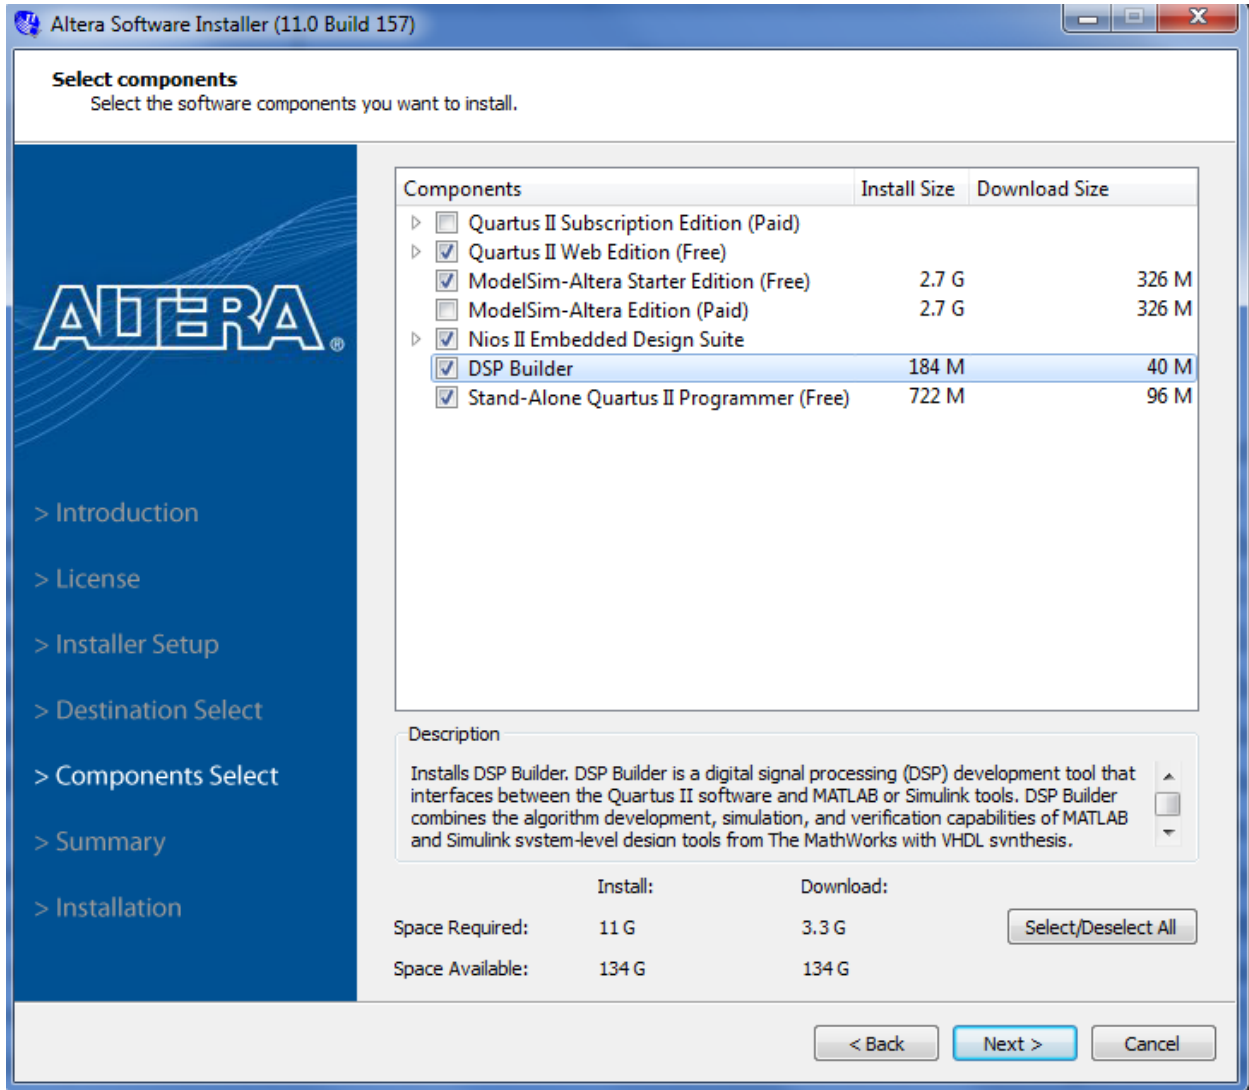 Altera Software Installer (11.0 Build 157)
Select components
Select the software components you want to install.
ALTERA®
> Introduction
> License
> Installer Setup
> Destination Select
> Components Select
> Summary
> Installation
Components Install Size Download Size
Quartus II Subscription Edition (Paid)
Quartus II Web Edition (Free)
ModelSim-Altera Starter Edition (Free) 2.7 G 326 M
ModelSim-Altera Edition (Paid) 2.7 G 326 M
Nios II Embedded Design Suite
DSP Builder 184 M 40 M
Stand-Alone Quartus II Programmer (Free) 722 M 96 M
Description
Installs DSP Builder. DSP Builder is a digital signal processing (DSP) development tool that
interfaces between the Quartus II software and MATLAB or Simulink tools. DSP Builder
combines the algorithm development, simulation, and verification capabilities of MATLAB
and Simulink system-level design tools from The MathWorks with VHDL synthesis.
Install: Download:
Space Required: 11 G 3.3 G
Select/Deselect All
Space Available: 134 G 134 G
< Back Next > Cancel